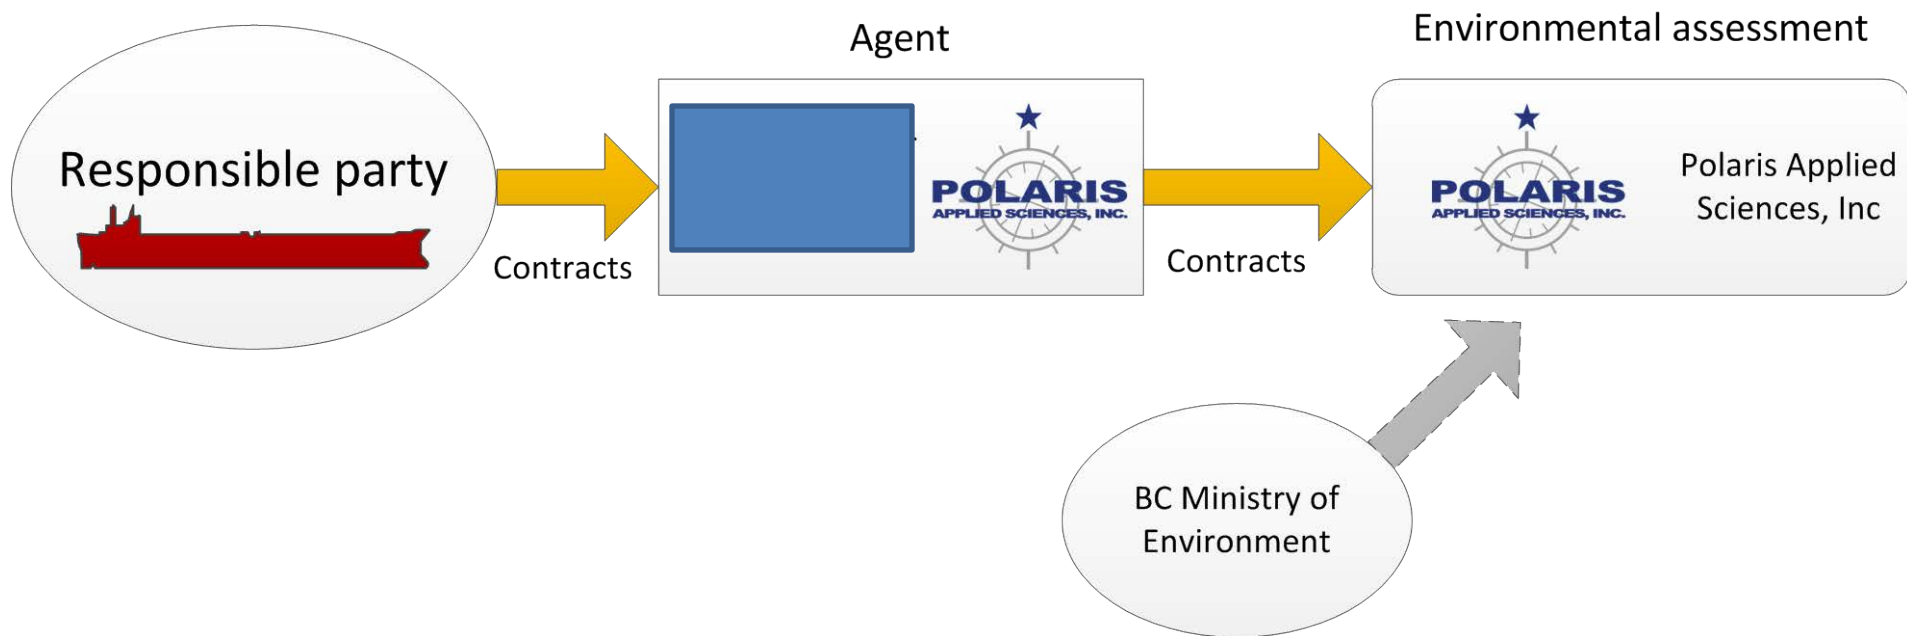 Agent
Environmental assessment
Responsible party
Contracts
POLARIS
APPLIED SCIENCES, INC.
Contracts
POLARIS
APPLIED SCIENCES, INC.
Polaris Applied
Sciences, Inc
BC Ministry of
Environment